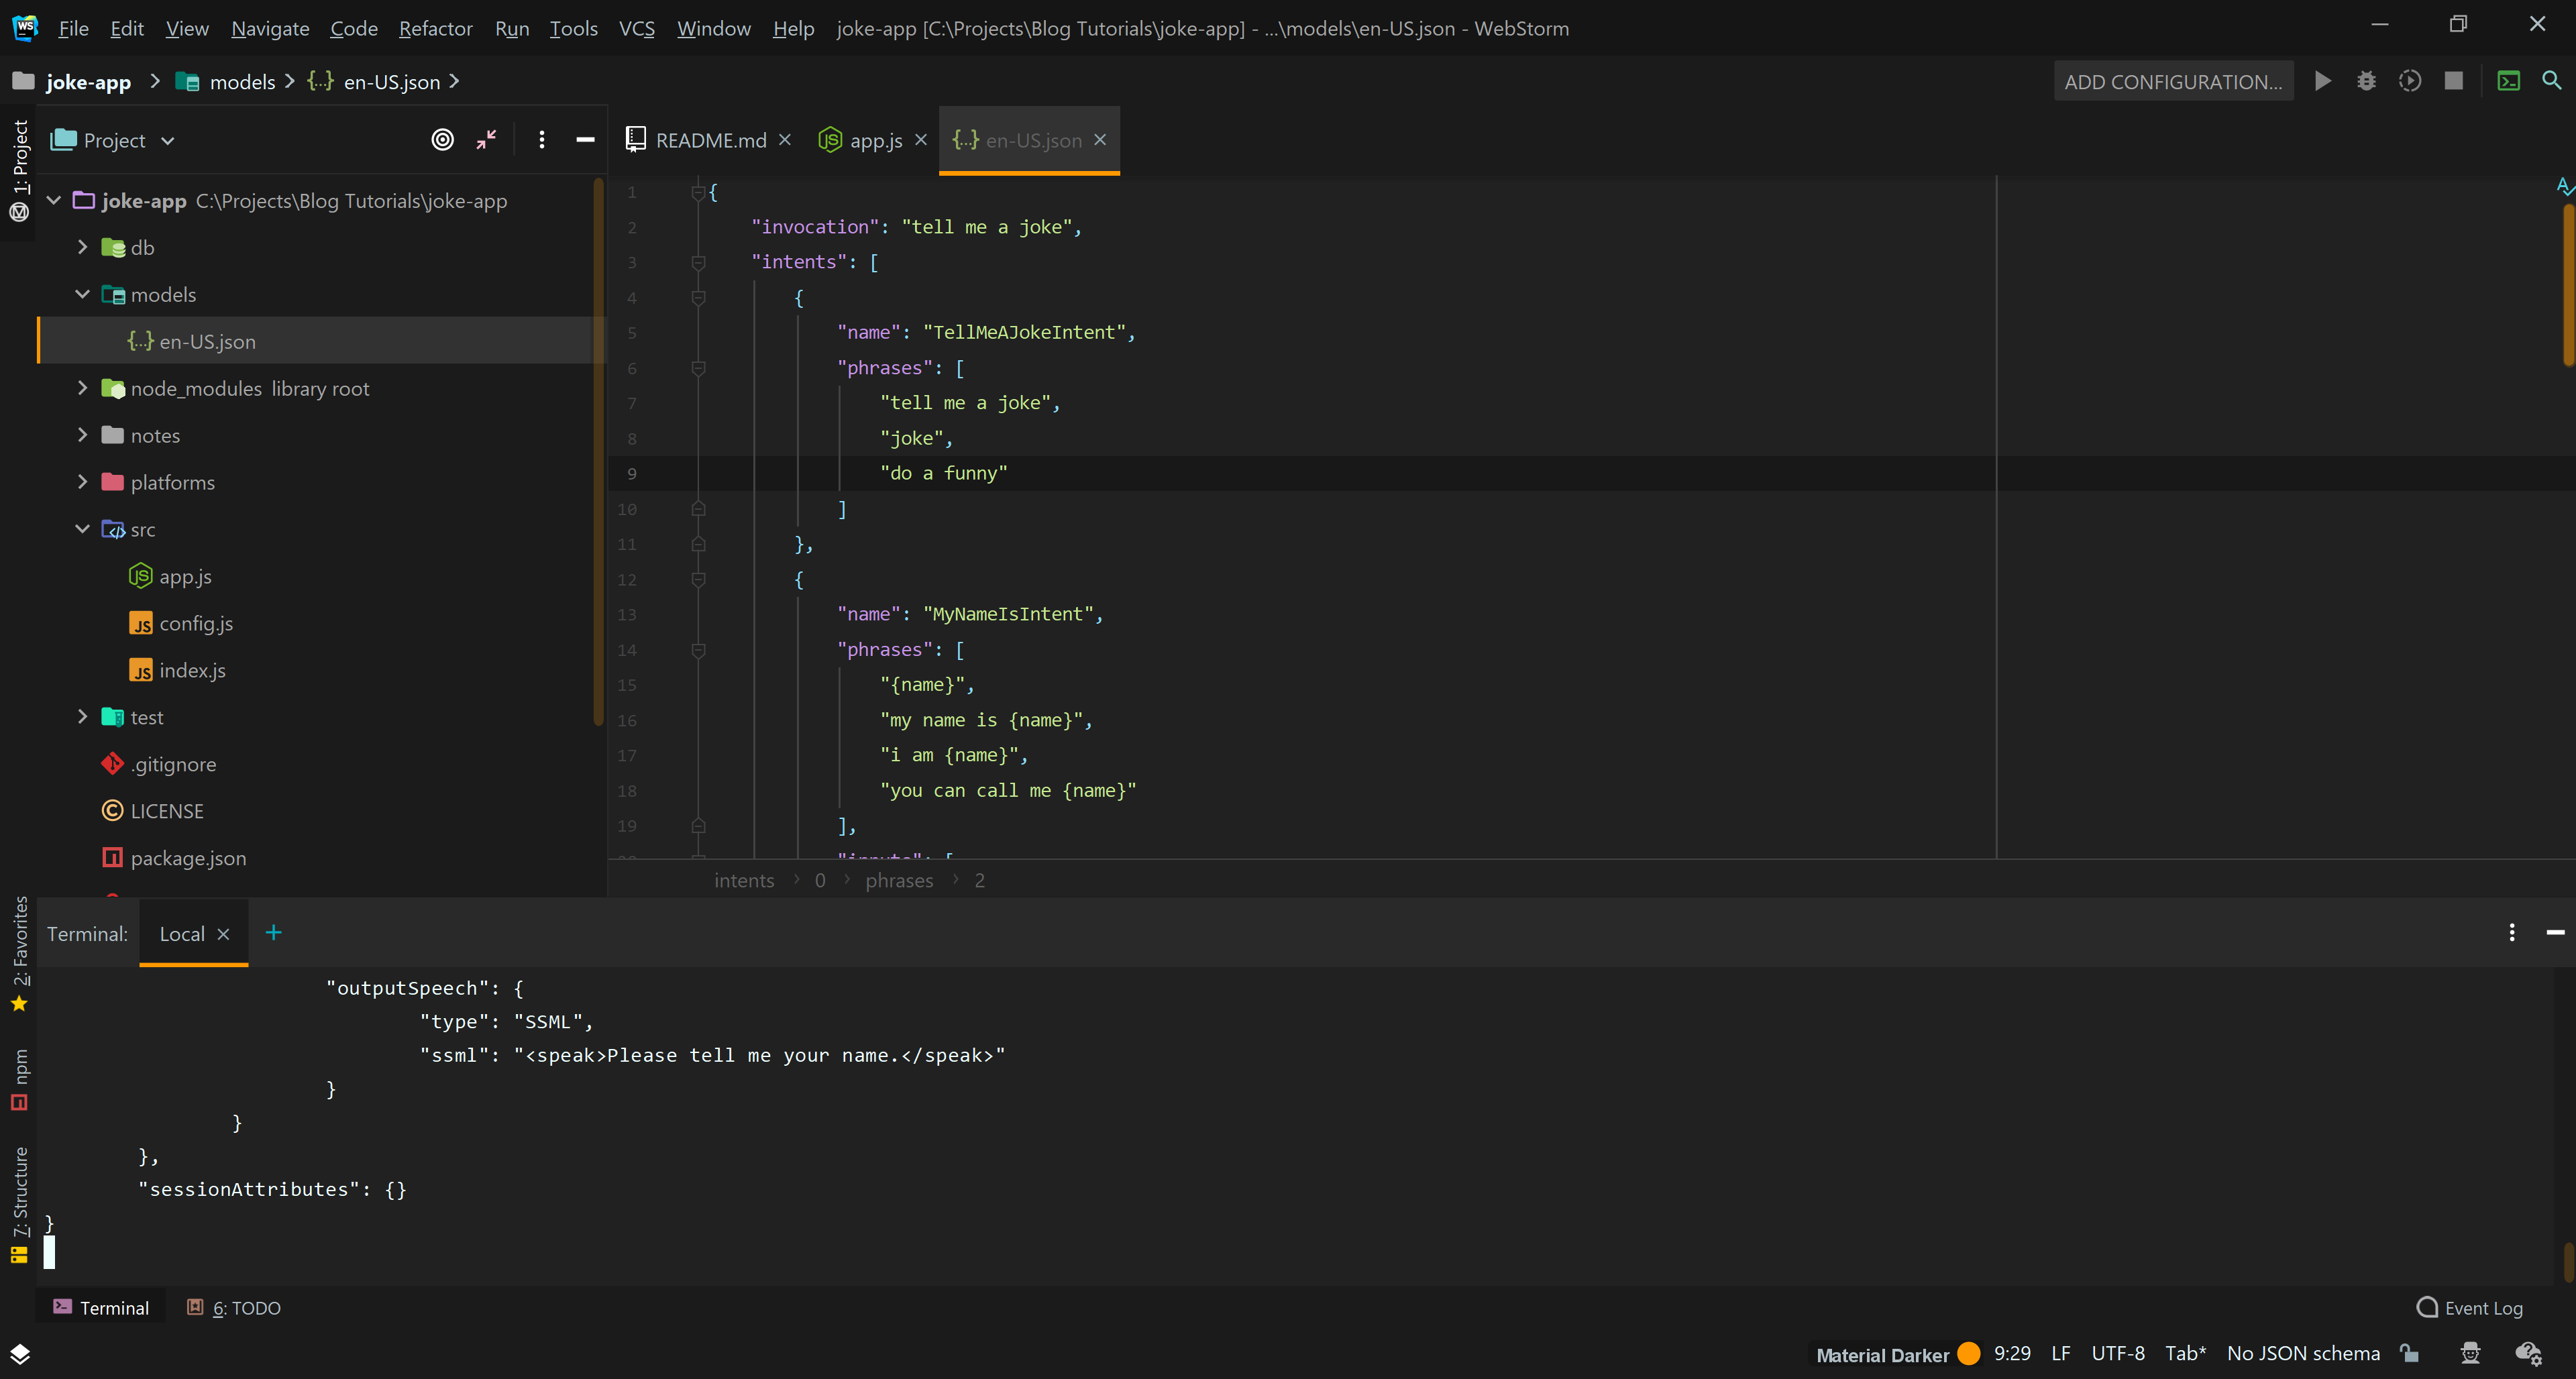 WS File Edit View Navigate Code Refactor Run Tools VCS Window Help joke-app [C:\Projects\Blog Tutorials\joke-app] - ...\models\en-US.json - WebStorm
joke-app models {...} en-US.json ADD CONFIGURATION...
1: Project
Project
joke-app C:\Projects\Blog Tutorials\joke-app
db
models
{...} en-US.json
node_modules library root
notes
platforms
src
JS app.js
JS config.js
JS index.js
test
.gitignore
LICENSE
package.json
README.md JS app.js {...} en-US.json
1 {
2 "invocation": "tell me a joke",
3 "intents": [
4 {
5 "name": "TellMeAJokeIntent",
6 "phrases": [
7 "tell me a joke",
8 "joke",
9 "do a funny"
10 ]
11 },
12 {
13 "name": "MyNameIsIntent",
14 "phrases": [
15 "{name}",
16 "my name is {name}",
17 "i am {name}",
18 "you can call me {name}"
19 ],
20 "inputs": [
intents 0 phrases 2
2: Favorites
npm
7: Structure
Terminal: Local +
"outputSpeech": {
"type": "SSML",
"ssml": "<speak>Please tell me your name.</speak>"
}
}
},
"sessionAttributes": {}
}
Terminal 6: TODO Event Log
Material Darker 9:29 LF UTF-8 Tab* No JSON schema